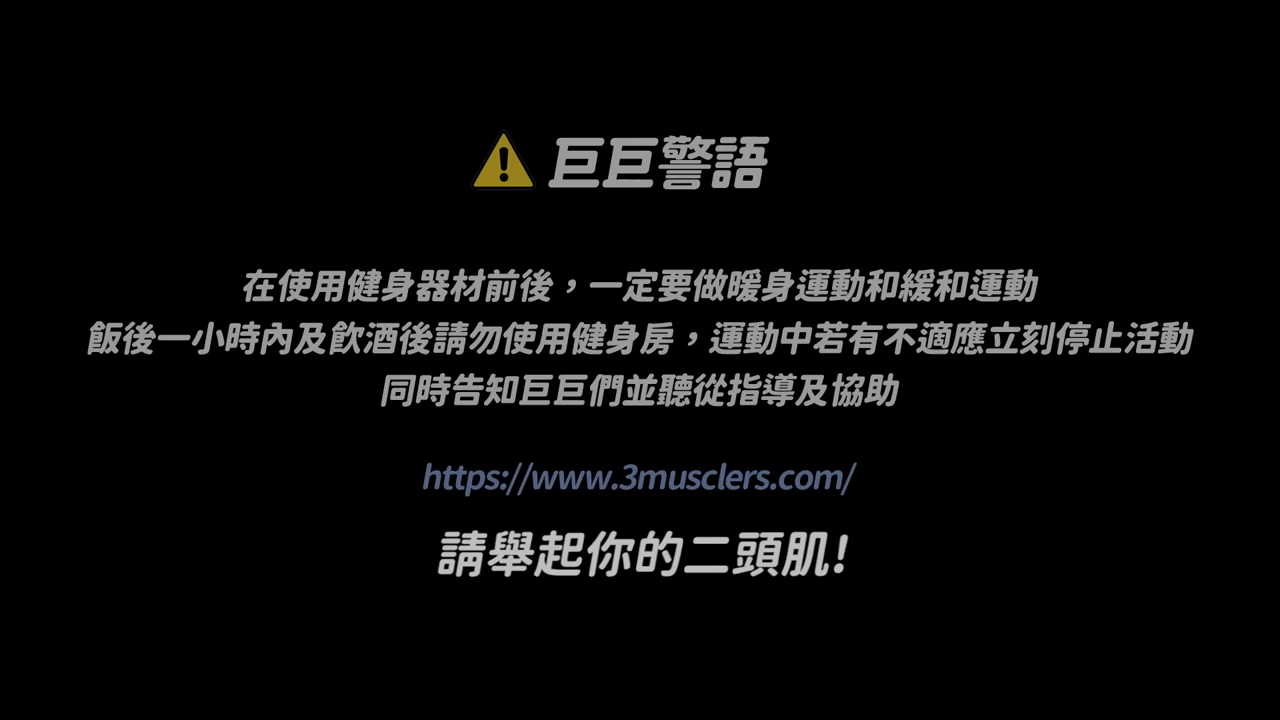 巨巨警語
在使用健身器材前後，一定要做暖身運動和緩和運動
飯後一小時內及飲酒後請勿使用健身房，運動中若有不適應立刻停止活動
同時告知巨巨們並聽從指導及協助
https://www.3musclers.com/
請舉起你的二頭肌!